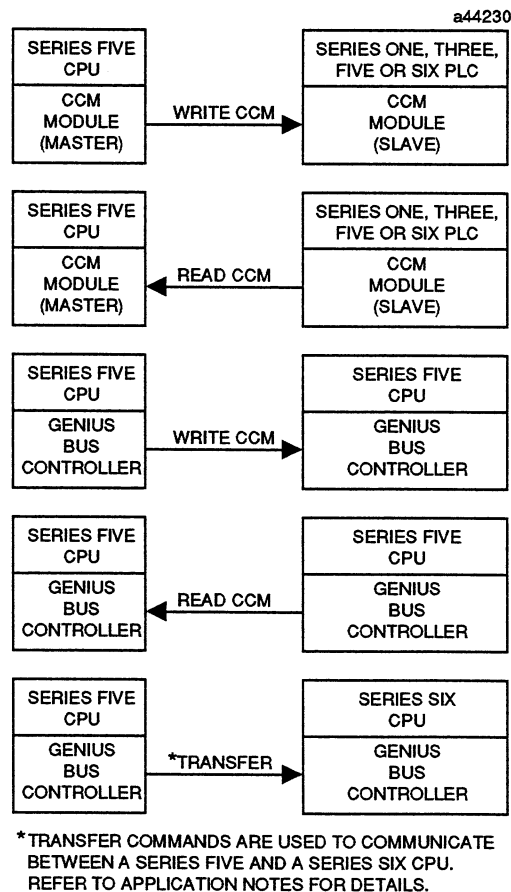 a44230
SERIES FIVE
CPU
CCM
MODULE
(MASTER)
WRITE CCM
SERIES ONE, THREE,
FIVE OR SIX PLC
CCM
MODULE
(SLAVE)
SERIES FIVE
CPU
CCM
MODULE
(MASTER)
READ CCM
SERIES ONE, THREE,
FIVE OR SIX PLC
CCM
MODULE
(SLAVE)
SERIES FIVE
CPU
GENIUS
BUS
CONTROLLER
WRITE CCM
SERIES FIVE
CPU
GENIUS
BUS
CONTROLLER
SERIES FIVE
CPU
GENIUS
BUS
CONTROLLER
READ CCM
SERIES FIVE
CPU
GENIUS
BUS
CONTROLLER
SERIES FIVE
CPU
GENIUS
BUS
CONTROLLER
*TRANSFER
SERIES SIX
CPU
GENIUS
BUS
CONTROLLER
*TRANSFER COMMANDS ARE USED TO COMMUNICATE
BETWEEN A SERIES FIVE AND A SERIES SIX CPU.
REFER TO APPLICATION NOTES FOR DETAILS.